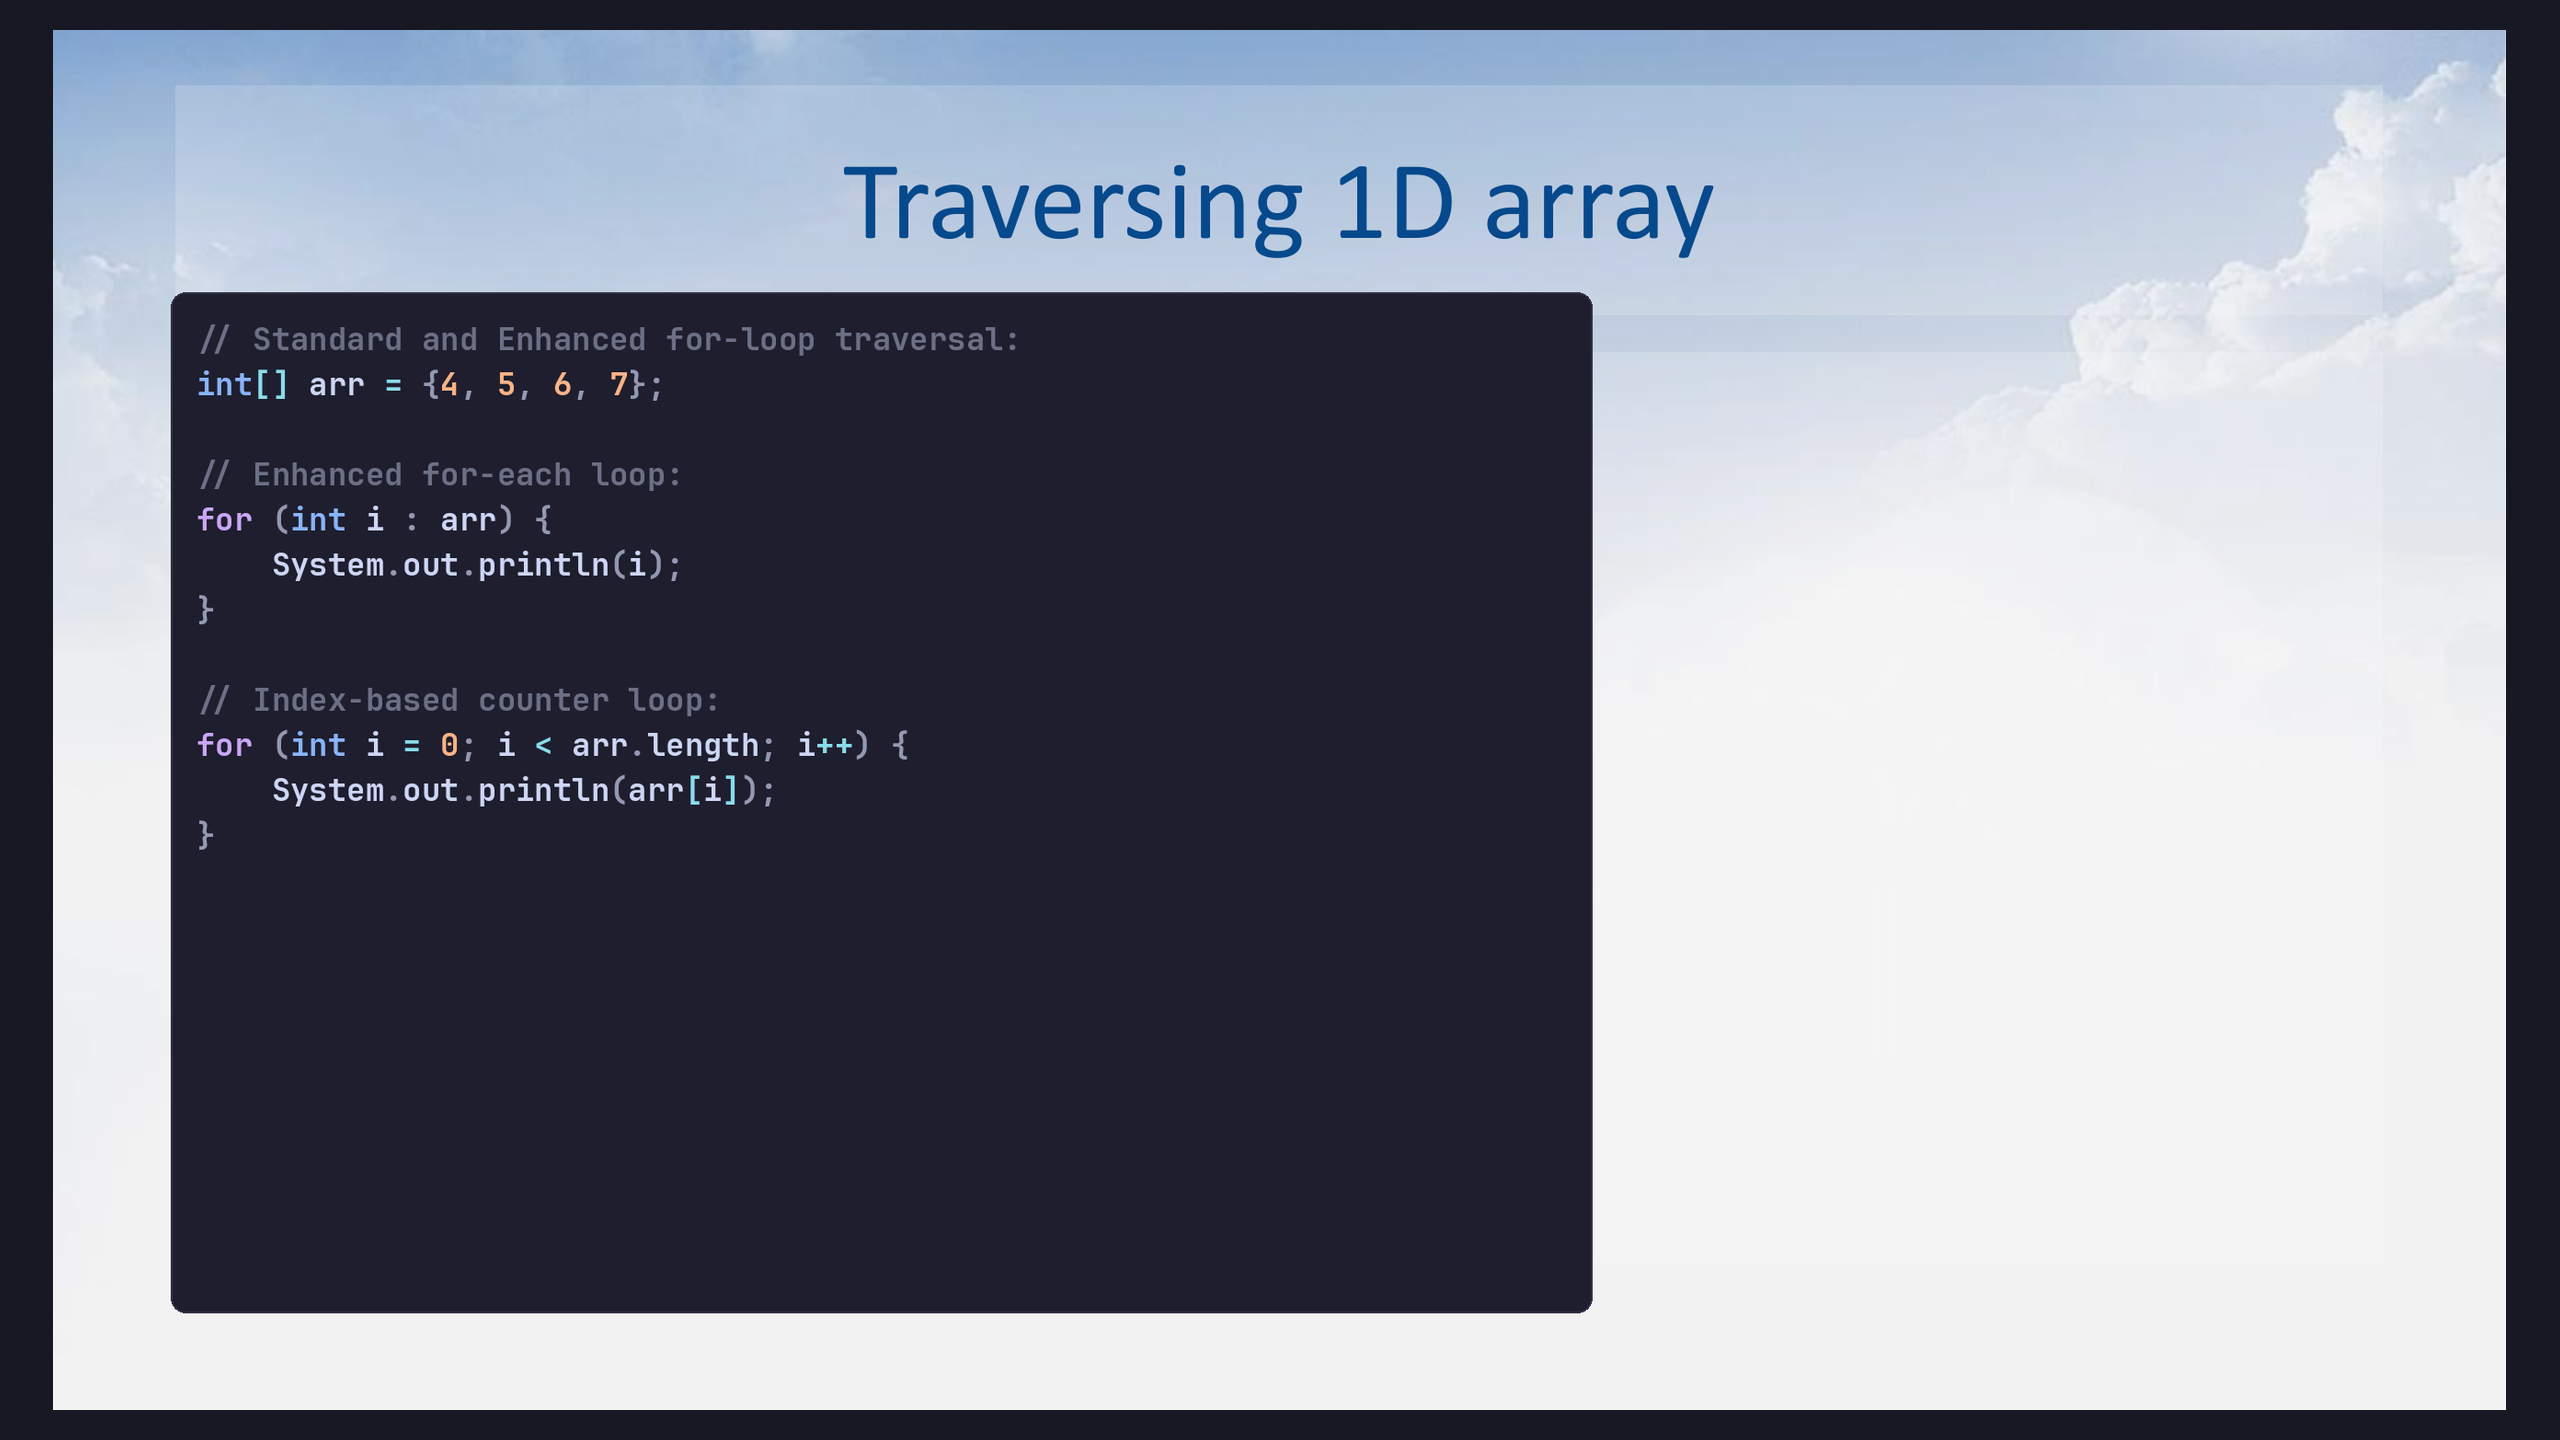 Traversing 1D array
// Standard and Enhanced for-loop traversal:
int[] arr = {4, 5, 6, 7};
// Enhanced for-each loop:
for (int i : arr) {
    System.out.println(i);
}
// Index-based counter loop:
for (int i = 0; i < arr.length; i++) {
    System.out.println(arr[i]);
}